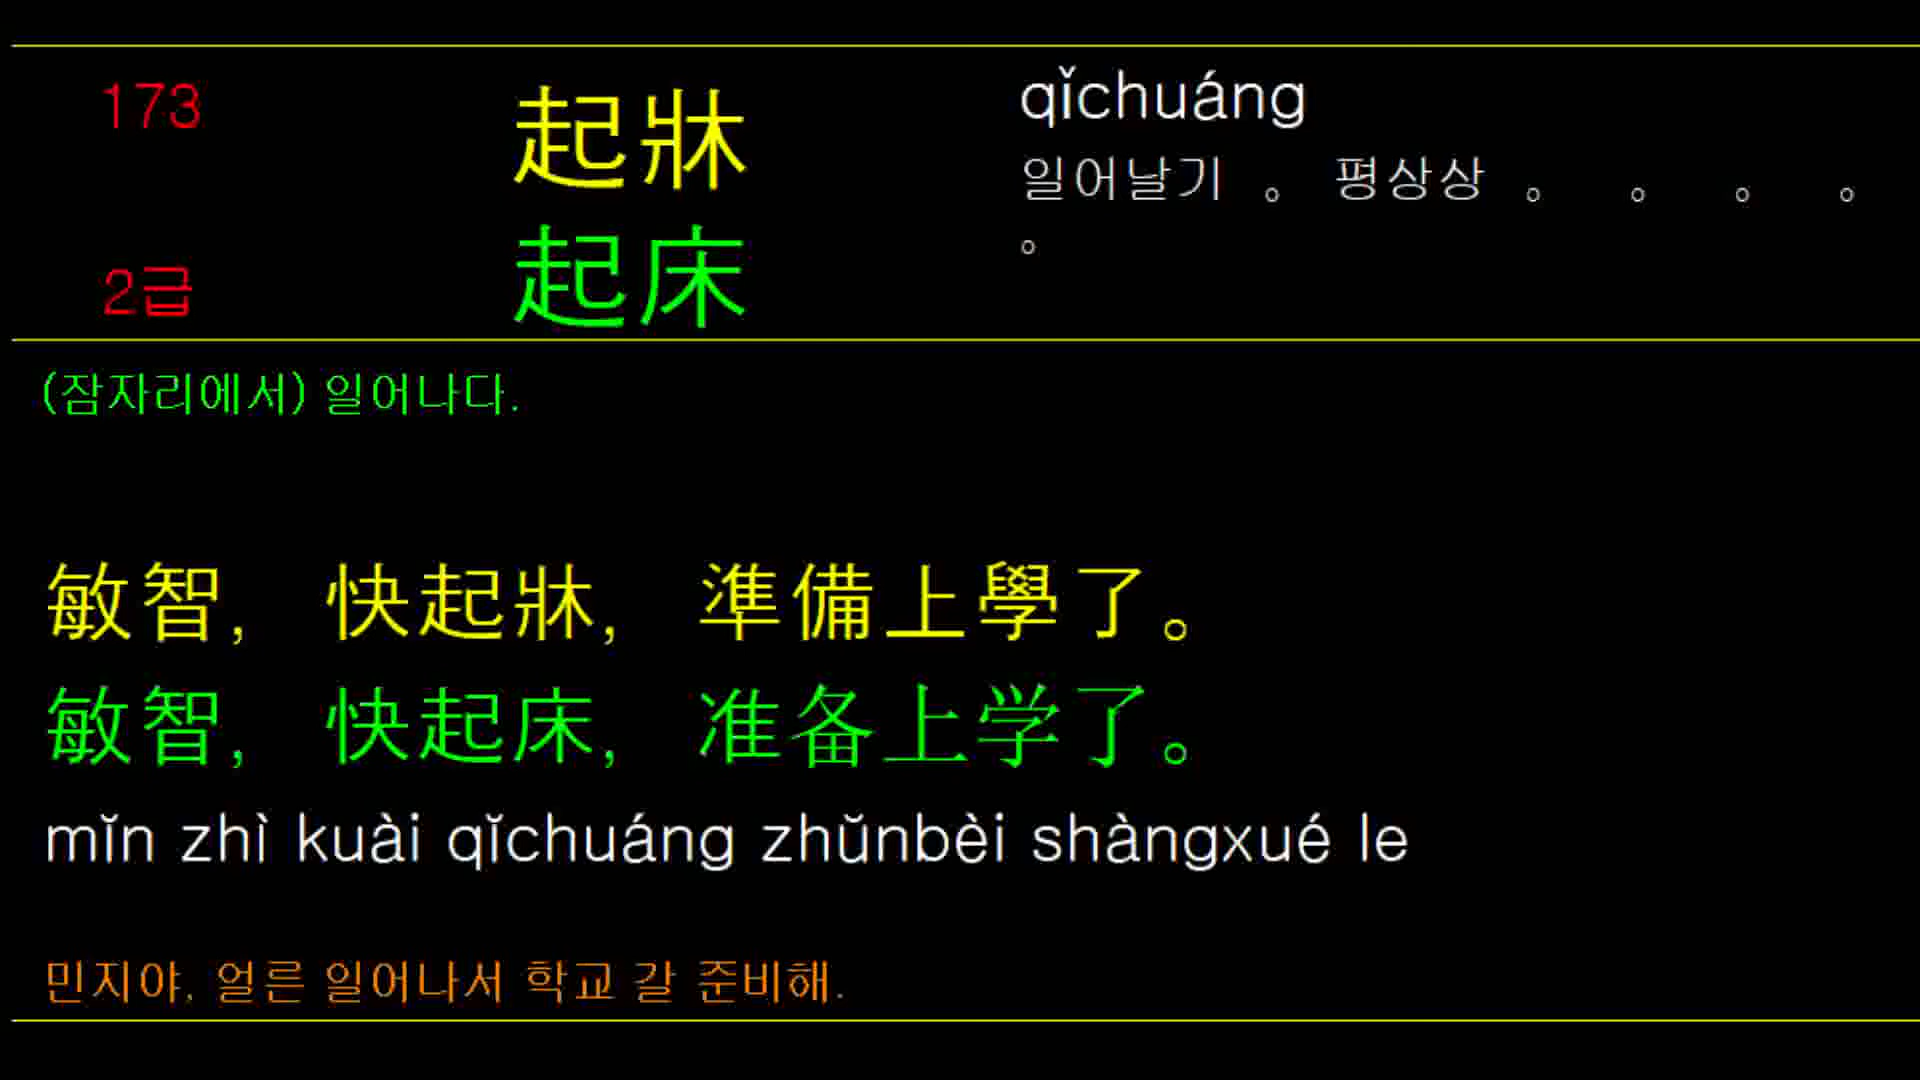 173
起牀
qǐchuáng
일어날기 。 평상상 。 。 。 。
。
2급
起床
(잠자리에서) 일어나다.
敏智, 快起牀, 準備上學了。
敏智, 快起床, 准备上学了。
mǐn zhì kuài qǐchuáng zhǔnbèi shàngxué le
민지야, 얼른 일어나서 학교 갈 준비해.